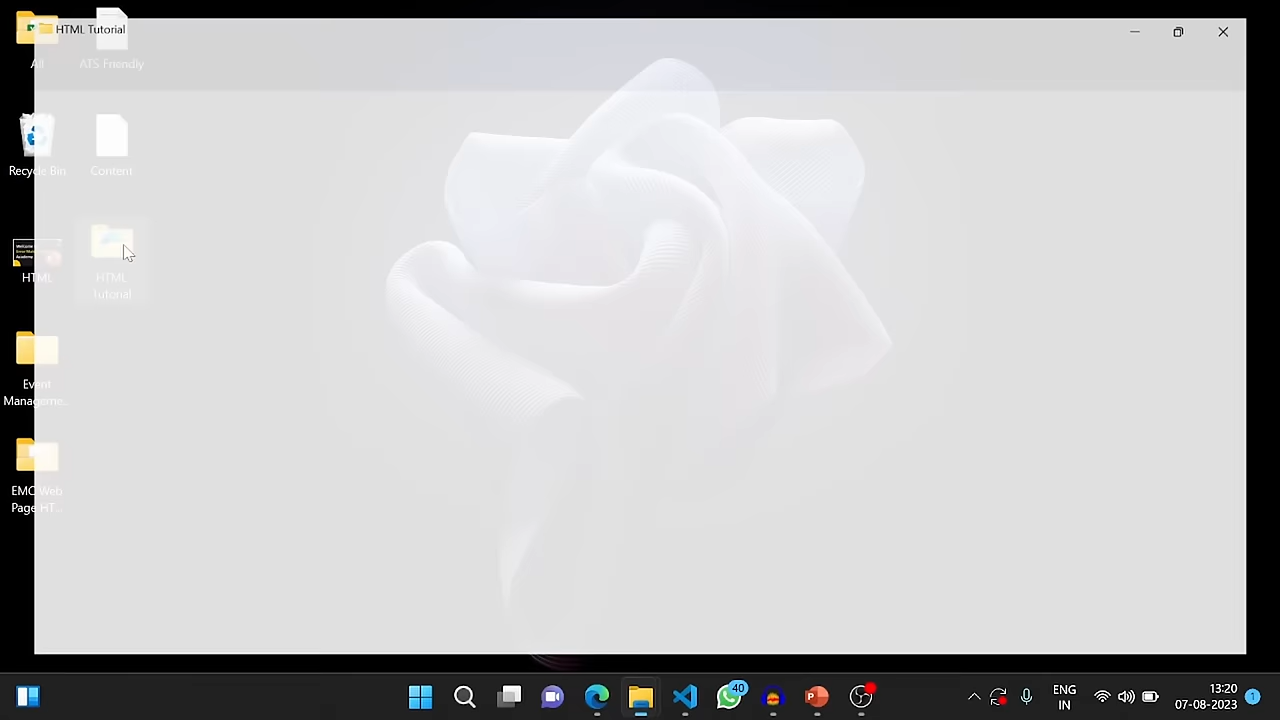 HTML Tutorial
All
ATS Friendly
Recycle Bin
Content
HTML
HTML
Tutorial
Event
Manageme...
EMC Web
Page HT...
40
ENG
IN
13:20
07-08-2023
1